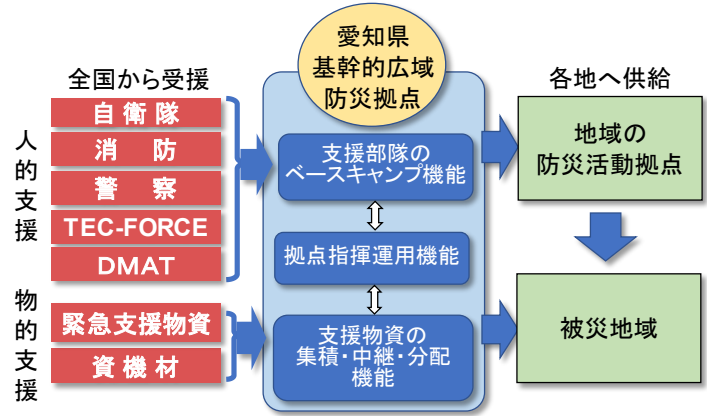 愛知県
基幹的広域
防災拠点
全国から受援
各地へ供給
人的支援
自衛隊
消　防
警　察
TEC-FORCE
DMAT
物的支援
緊急支援物資
資機材
支援部隊の
ベースキャンプ機能
拠点指揮運用機能
支援物資の
集積・中継・分配
機能
地域の
防災活動拠点
被災地域